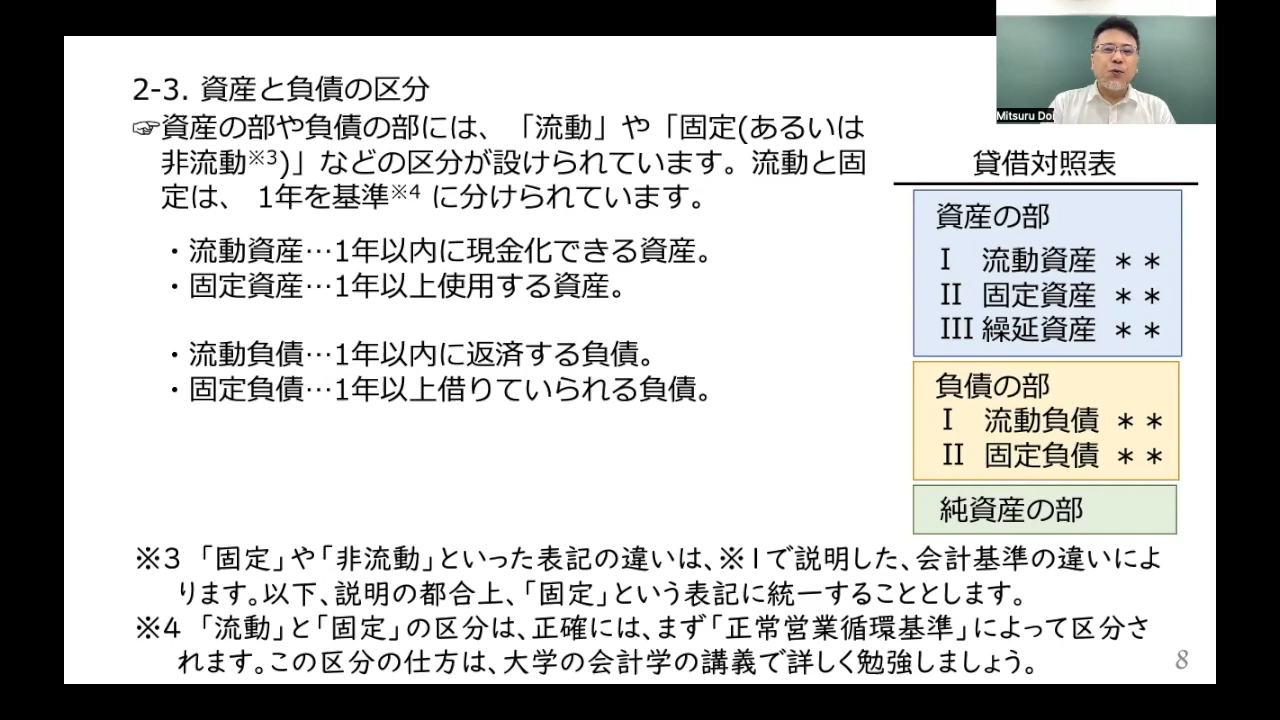 2-3. 資産と負債の区分
☞資産の部や負債の部には、「流動」や「固定(あるいは
非流動※3)」などの区分が設けられています。流動と固
定は、 1年を基準※4 に分けられています。
・流動資産…1年以内に現金化できる資産。
・固定資産…1年以上使用する資産。
・流動負債…1年以内に返済する負債。
・固定負債…1年以上借りていられる負債。
Mitsuru Doi
貸借対照表
資産の部
I 流動資産 ＊＊
II 固定資産 ＊＊
III 繰延資産 ＊＊
負債の部
I 流動負債 ＊＊
II 固定負債 ＊＊
純資産の部
※3 「固定」や「非流動」といった表記の違いは、※1で説明した、会計基準の違いによ
ります。以下、説明の都合上、「固定」という表記に統一することとします。
※4 「流動」と「固定」の区分は、正確には、まず「正常営業循環基準」によって区分さ
れます。この区分の仕方は、大学の会計学の講義で詳しく勉強しましょう。
8